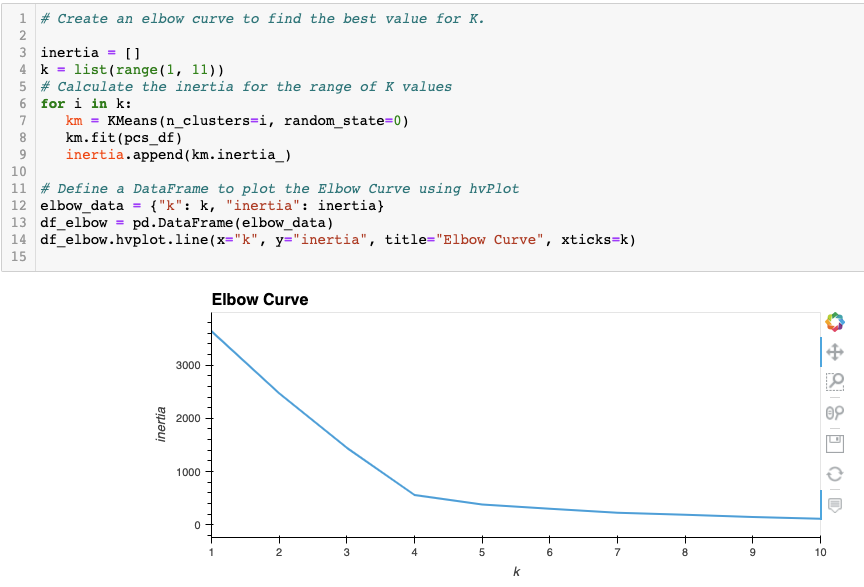 1 # Create an elbow curve to find the best value for K.
2
3 inertia = []
4 k = list(range(1, 11))
5 # Calculate the inertia for the range of K values
6 for i in k:
7    km = KMeans(n_clusters=i, random_state=0)
8    km.fit(pcs_df)
9    inertia.append(km.inertia_)
10
11 # Define a DataFrame to plot the Elbow Curve using hvPlot
12 elbow_data = {"k": k, "inertia": inertia}
13 df_elbow = pd.DataFrame(elbow_data)
14 df_elbow.hvplot.line(x="k", y="inertia", title="Elbow Curve", xticks=k)
15
Elbow Curve
3000
2000
1000
0
inertia
1 2 3 4 5 6 7 8 9 10
k